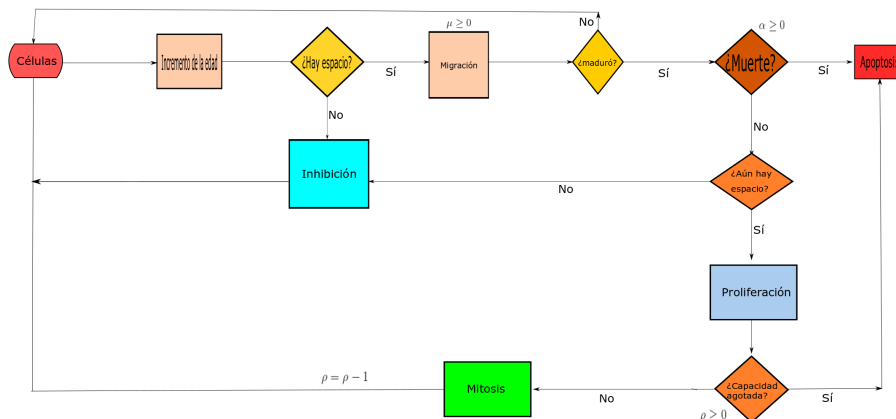 No
μ ≥ 0
α ≥ 0
Células
Incremento de la edad
¿Hay espacio?
Sí
Migración
¿maduró?
Sí
¿Muerte?
Sí
Apoptosis
No
No
Inhibición
No
¿Aún hay
espacio?
Sí
Proliferación
ρ = ρ − 1
Mitosis
No
¿Capacidad
agotada?
Sí
ρ ≥ 0